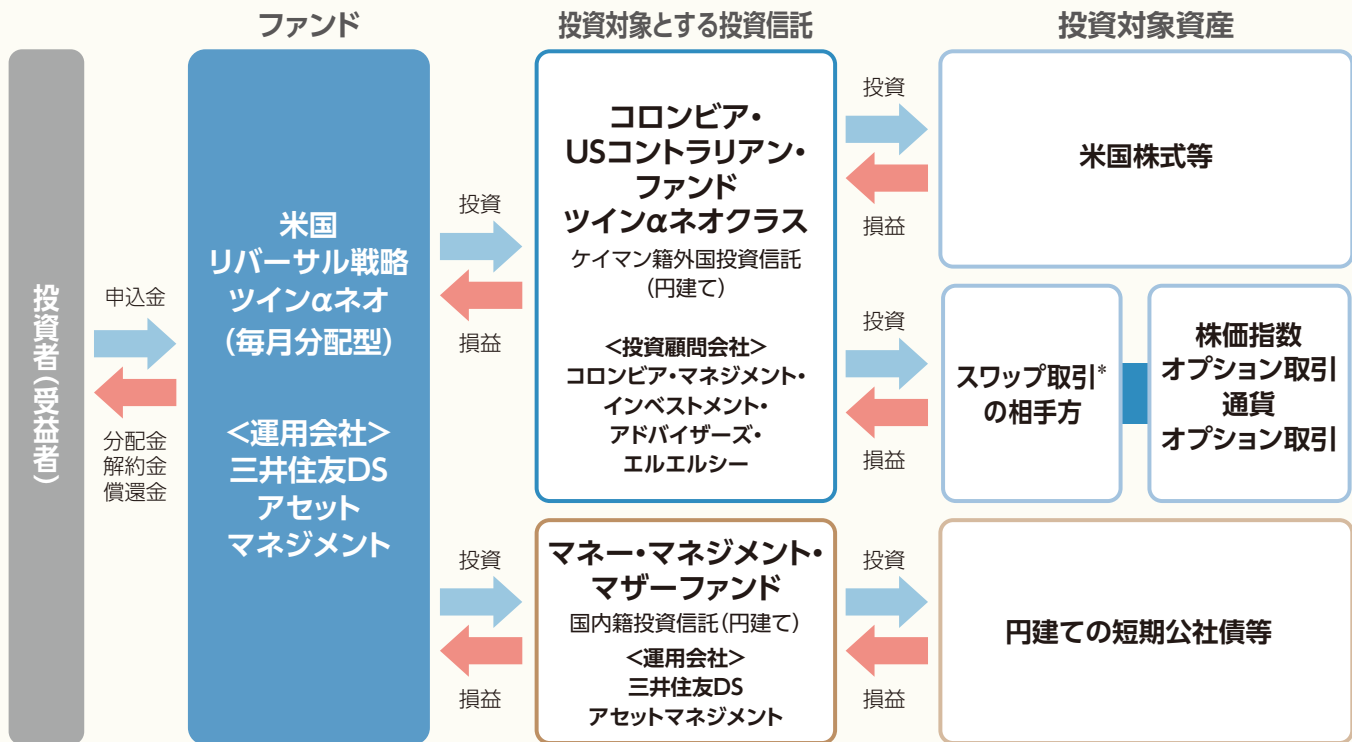 ファンド
投資対象とする投資信託
投資対象資産
投資者(受益者)
申込金
分配金
解約金
償還金
米国
リバーサル戦略
ツインαネオ
(毎月分配型)
<運用会社>
三井住友DS
アセット
マネジメント
投資
損益
投資
損益
コロンビア・
USコントラリアン・
ファンド
ツインαネオクラス
ケイマン籍外国投資信託
(円建て)
<投資顧問会社>
コロンビア・マネジメント・
インベストメント・
アドバイザーズ・
エルエルシー
マネー・マネジメント・
マザーファンド
国内籍投資信託(円建て)
<運用会社>
三井住友DS
アセットマネジメント
投資
損益
米国株式等
投資
損益
スワップ取引*
の相手方
株価指数
オプション取引
通貨
オプション取引
投資
損益
円建ての短期公社債等